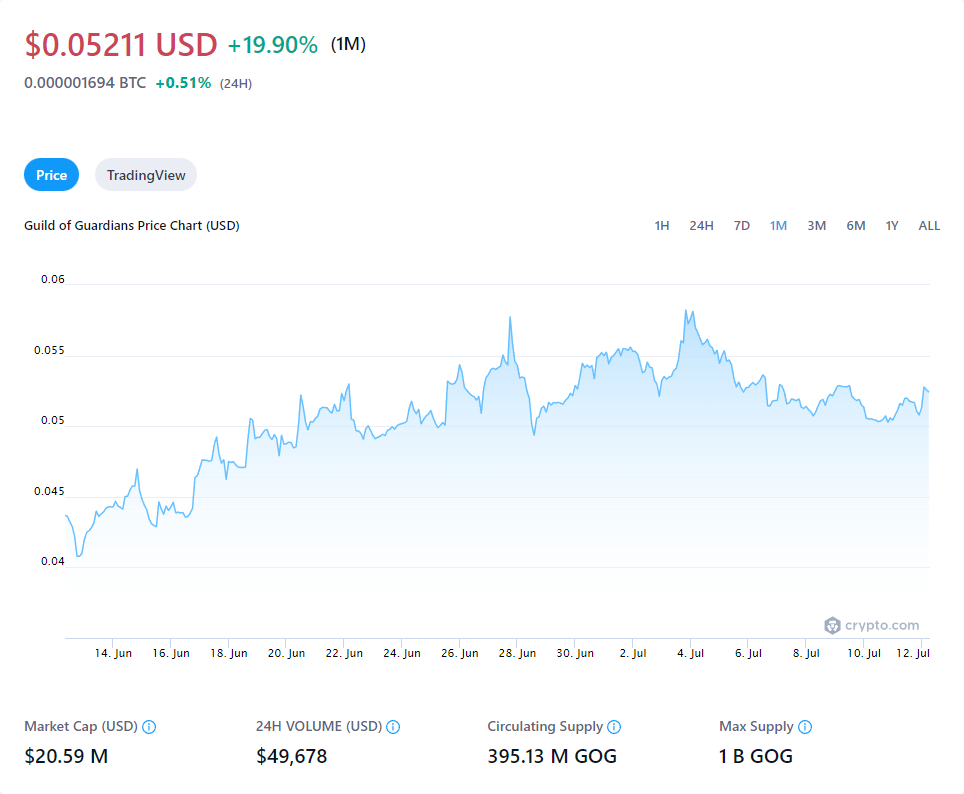 $0.05211 USD +19.90% (1M)
0.000001694 BTC +0.51% (24H)
Price TradingView
Guild of Guardians Price Chart (USD) 1H 24H 7D 1M 3M 6M 1Y ALL
0.06
0.055
0.05
0.045
0.04
crypto.com
14. Jun 16. Jun 18. Jun 20. Jun 22. Jun 24. Jun 26. Jun 28. Jun 30. Jun 2. Jul 4. Jul 6. Jul 8. Jul 10. Jul 12. Jul
Market Cap (USD) 24H VOLUME (USD) Circulating Supply Max Supply
$20.59 M $49,678 395.13 M GOG 1 B GOG